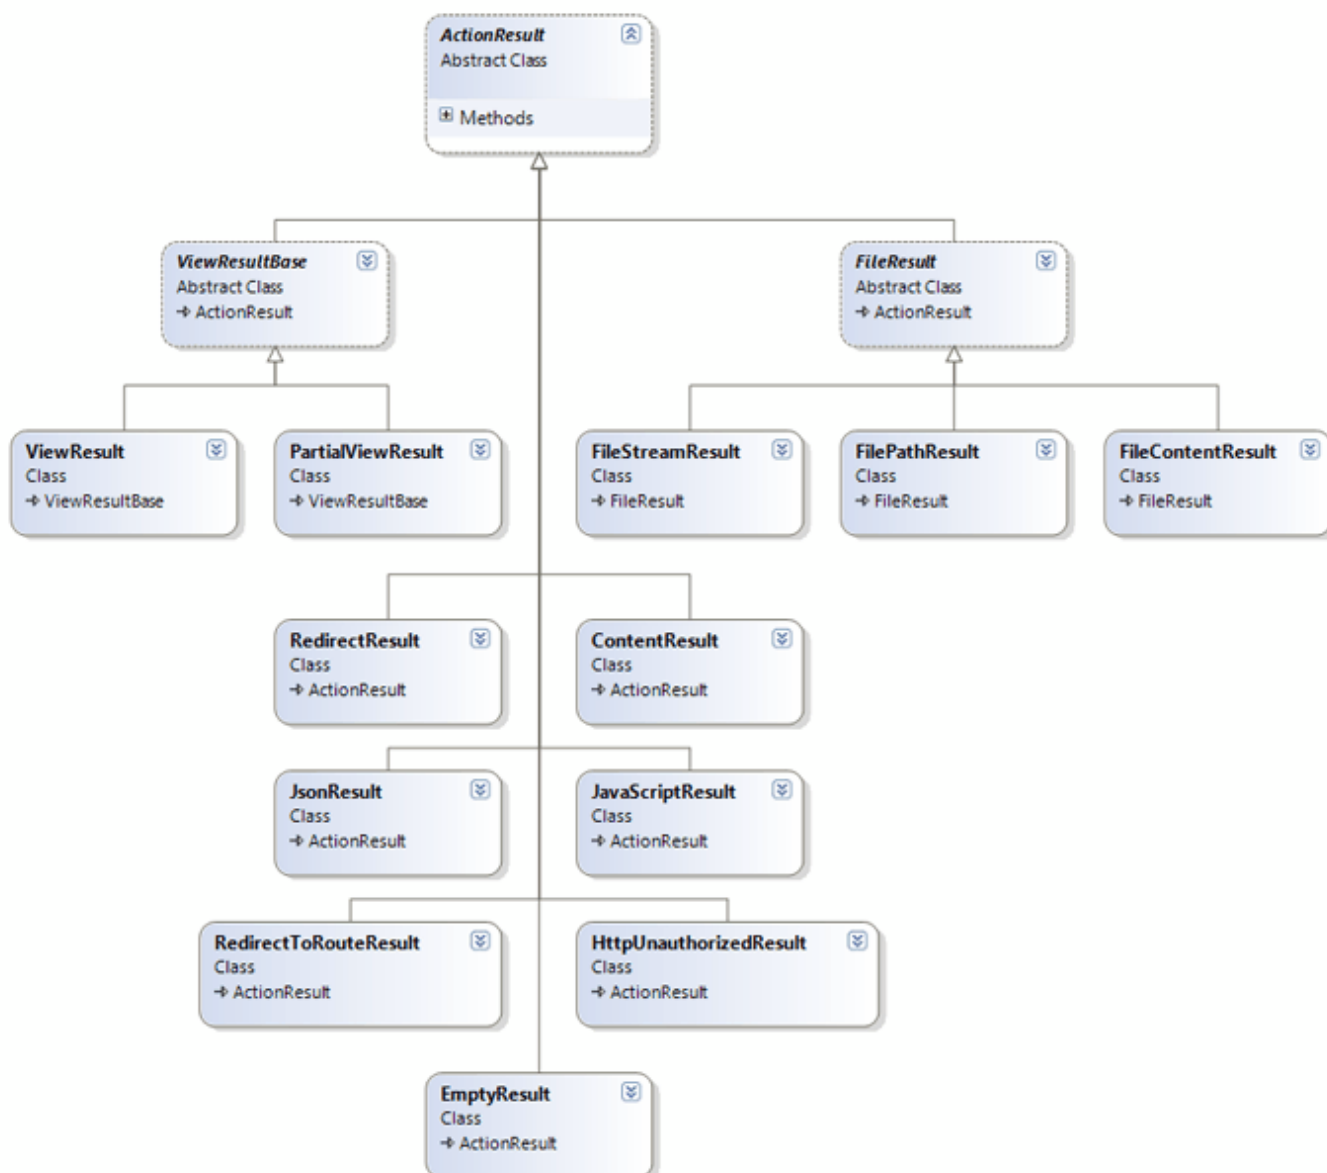 ActionResult
Abstract Class
Methods
ViewResultBase
Abstract Class
ActionResult
FileResult
Abstract Class
ActionResult
ViewResult
Class
ViewResultBase
PartialViewResult
Class
ViewResultBase
FileStreamResult
Class
FileResult
FilePathResult
Class
FileResult
FileContentResult
Class
FileResult
RedirectResult
Class
ActionResult
ContentResult
Class
ActionResult
JsonResult
Class
ActionResult
JavaScriptResult
Class
ActionResult
RedirectToRouteResult
Class
ActionResult
HttpUnauthorizedResult
Class
ActionResult
EmptyResult
Class
ActionResult